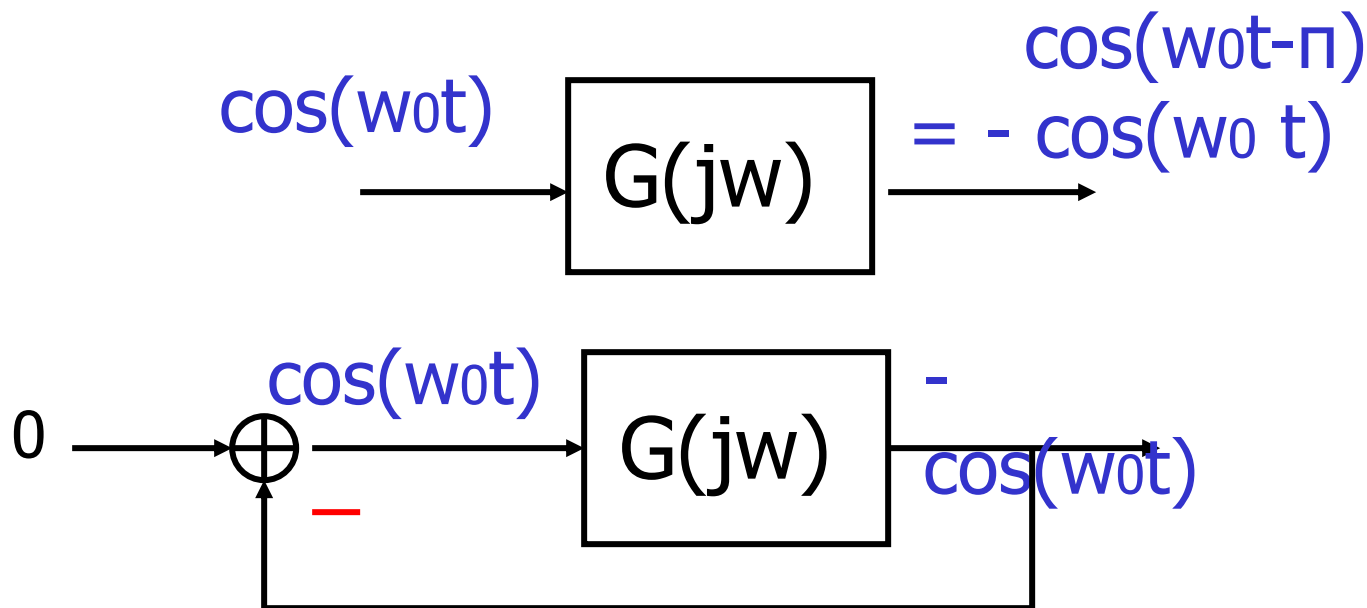 cos(w0t-п)
cos(w0t)
= - cos(w0 t)
G(jw)
cos(w0t)
-
0
G(jw)
cos(w0t)
–